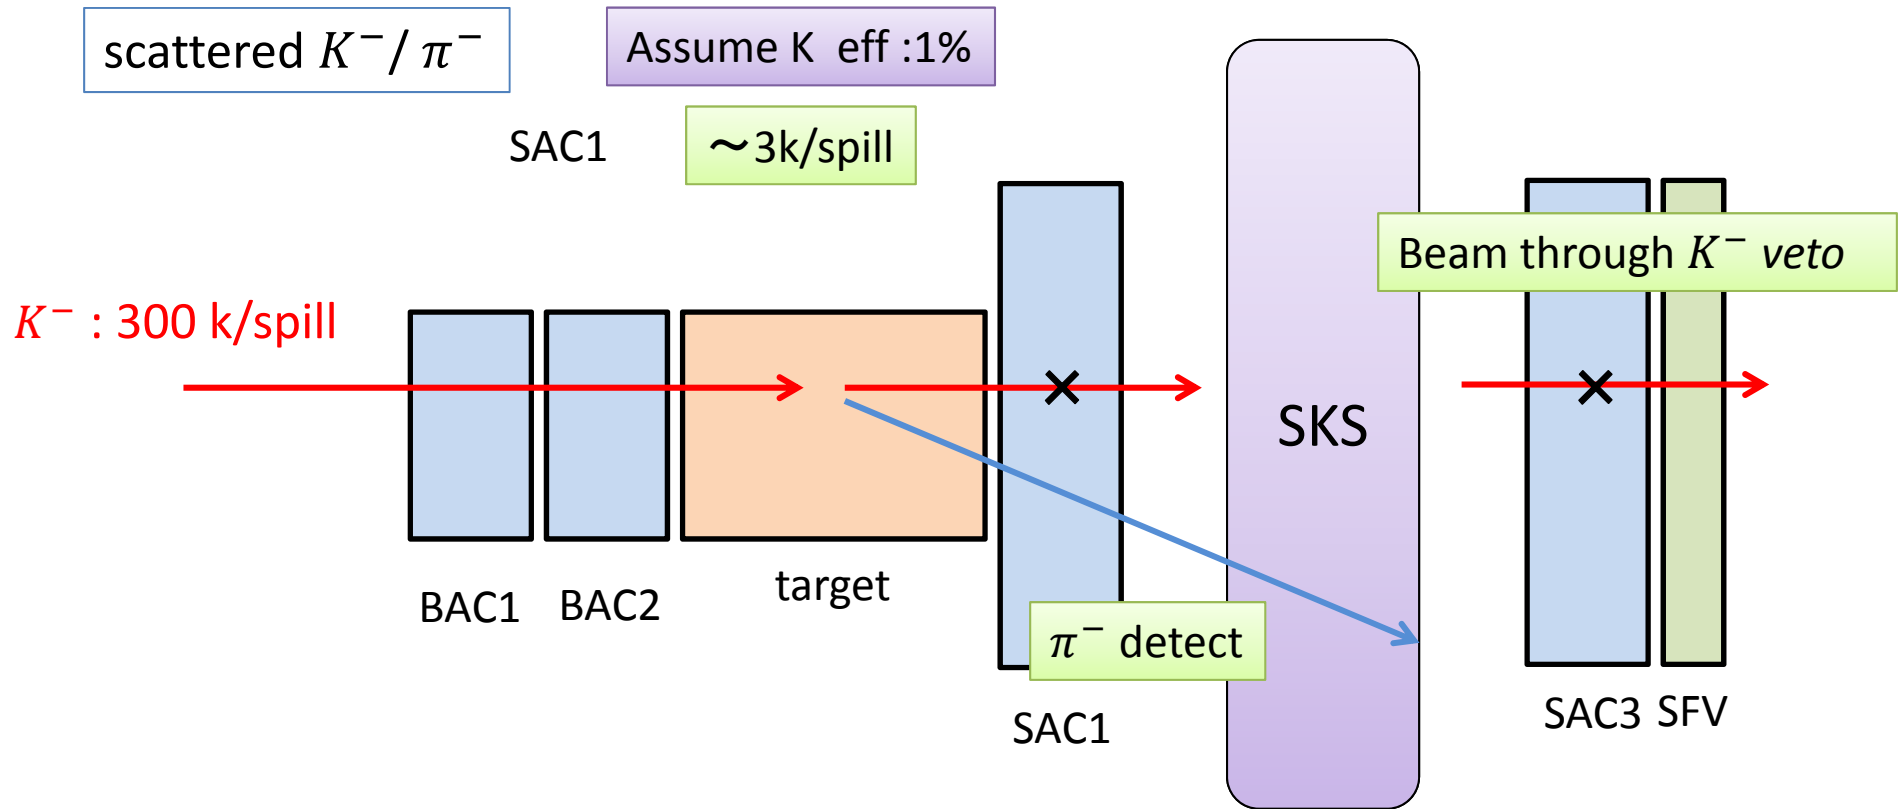 scattered K⁻/ π⁻
Assume K eff :1%
SAC1
～3k/spill
Beam through K⁻ veto
K⁻ : 300 k/spill
SKS
BAC1
BAC2
target
π⁻ detect
SAC1
SAC3
SFV